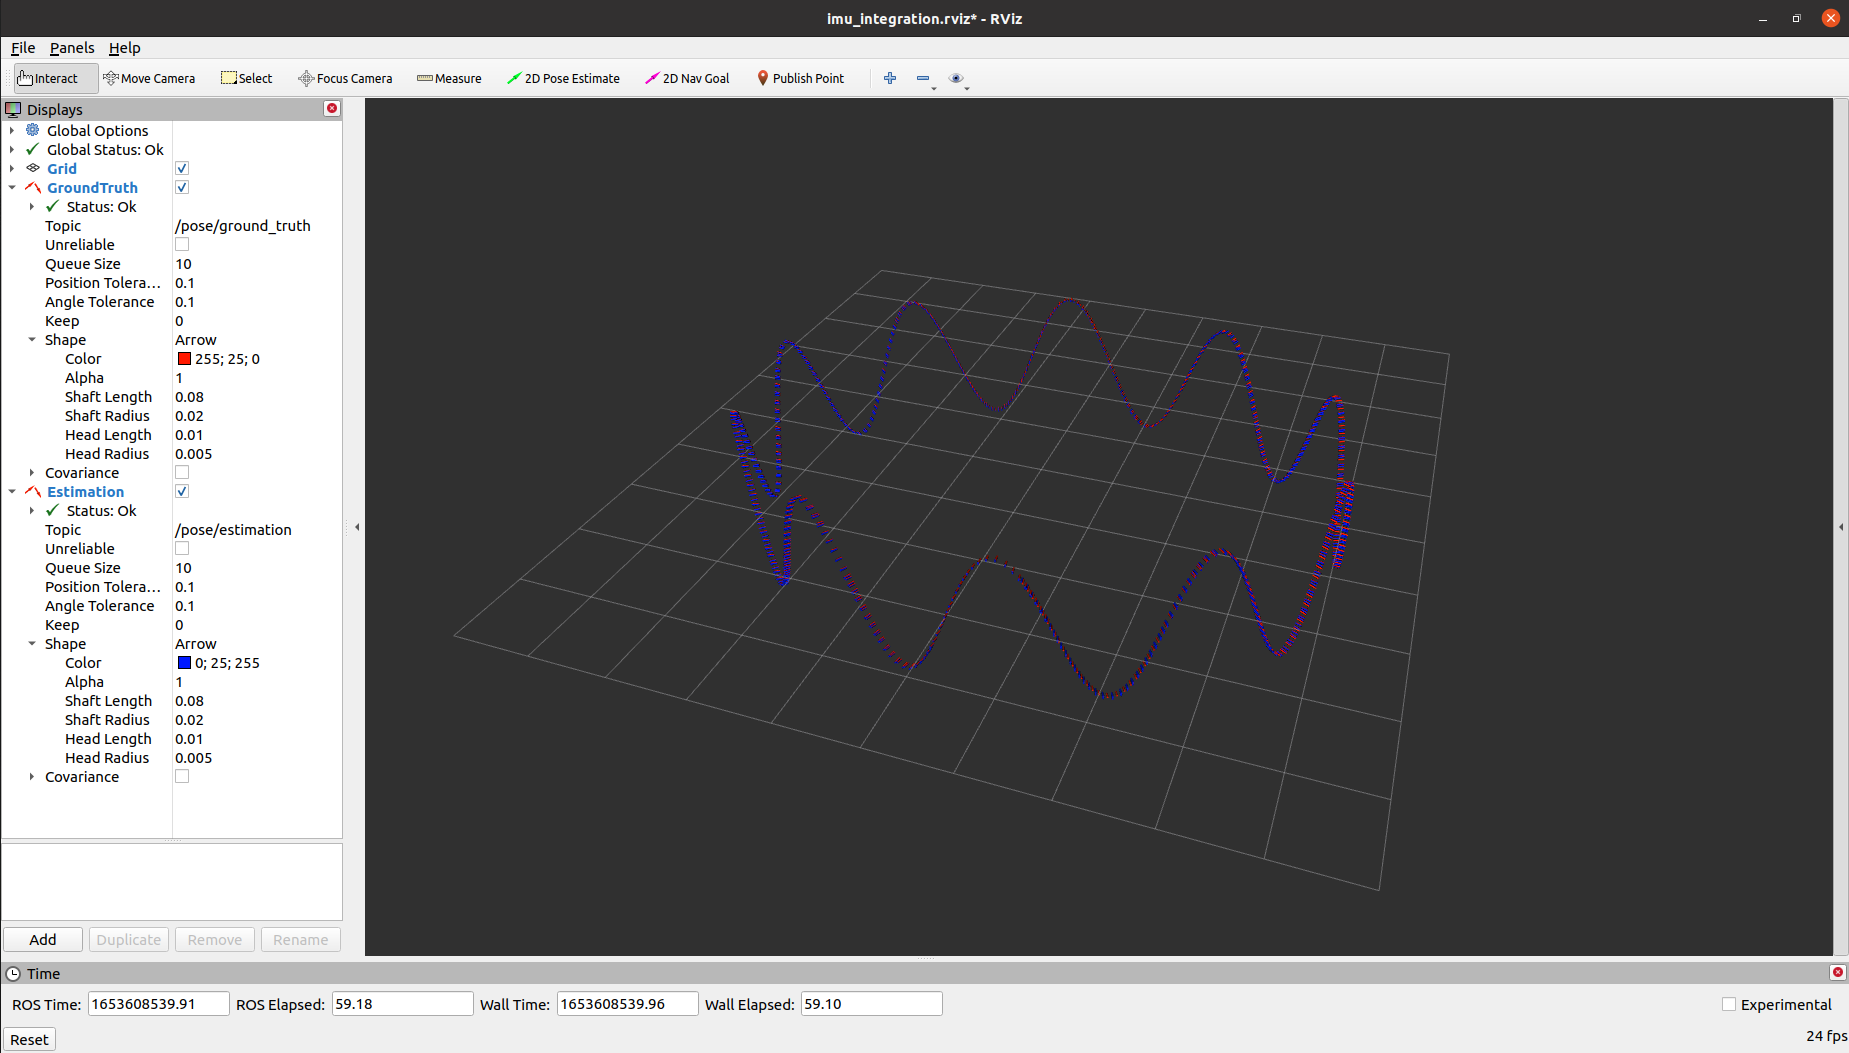 imu_integration.rviz* - RViz
File Panels Help
Interact Move Camera Select Focus Camera Measure 2D Pose Estimate 2D Nav Goal Publish Point
Displays
Global Options
Global Status: Ok
Grid
GroundTruth
Status: Ok
Topic /pose/ground_truth
Unreliable
Queue Size 10
Position Tolera... 0.1
Angle Tolerance 0.1
Keep 0
Shape Arrow
Color 255; 25; 0
Alpha 1
Shaft Length 0.08
Shaft Radius 0.02
Head Length 0.01
Head Radius 0.005
Covariance
Estimation
Status: Ok
Topic /pose/estimation
Unreliable
Queue Size 10
Position Tolera... 0.1
Angle Tolerance 0.1
Keep 0
Shape Arrow
Color 0; 25; 255
Alpha 1
Shaft Length 0.08
Shaft Radius 0.02
Head Length 0.01
Head Radius 0.005
Covariance
Add Duplicate Remove Rename
Time
ROS Time: 1653608539.91 ROS Elapsed: 59.18 Wall Time: 1653608539.96 Wall Elapsed: 59.10 Experimental
Reset 24 fps